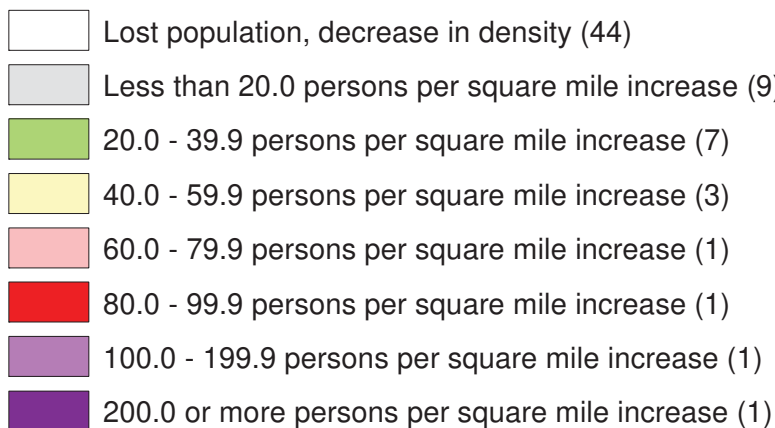 Lost population, decrease in density (44)
Less than 20.0 persons per square mile increase (9)
20.0 - 39.9 persons per square mile increase (7)
40.0 - 59.9 persons per square mile increase (3)
60.0 - 79.9 persons per square mile increase (1)
80.0 - 99.9 persons per square mile increase (1)
100.0 - 199.9 persons per square mile increase (1)
200.0 or more persons per square mile increase (1)